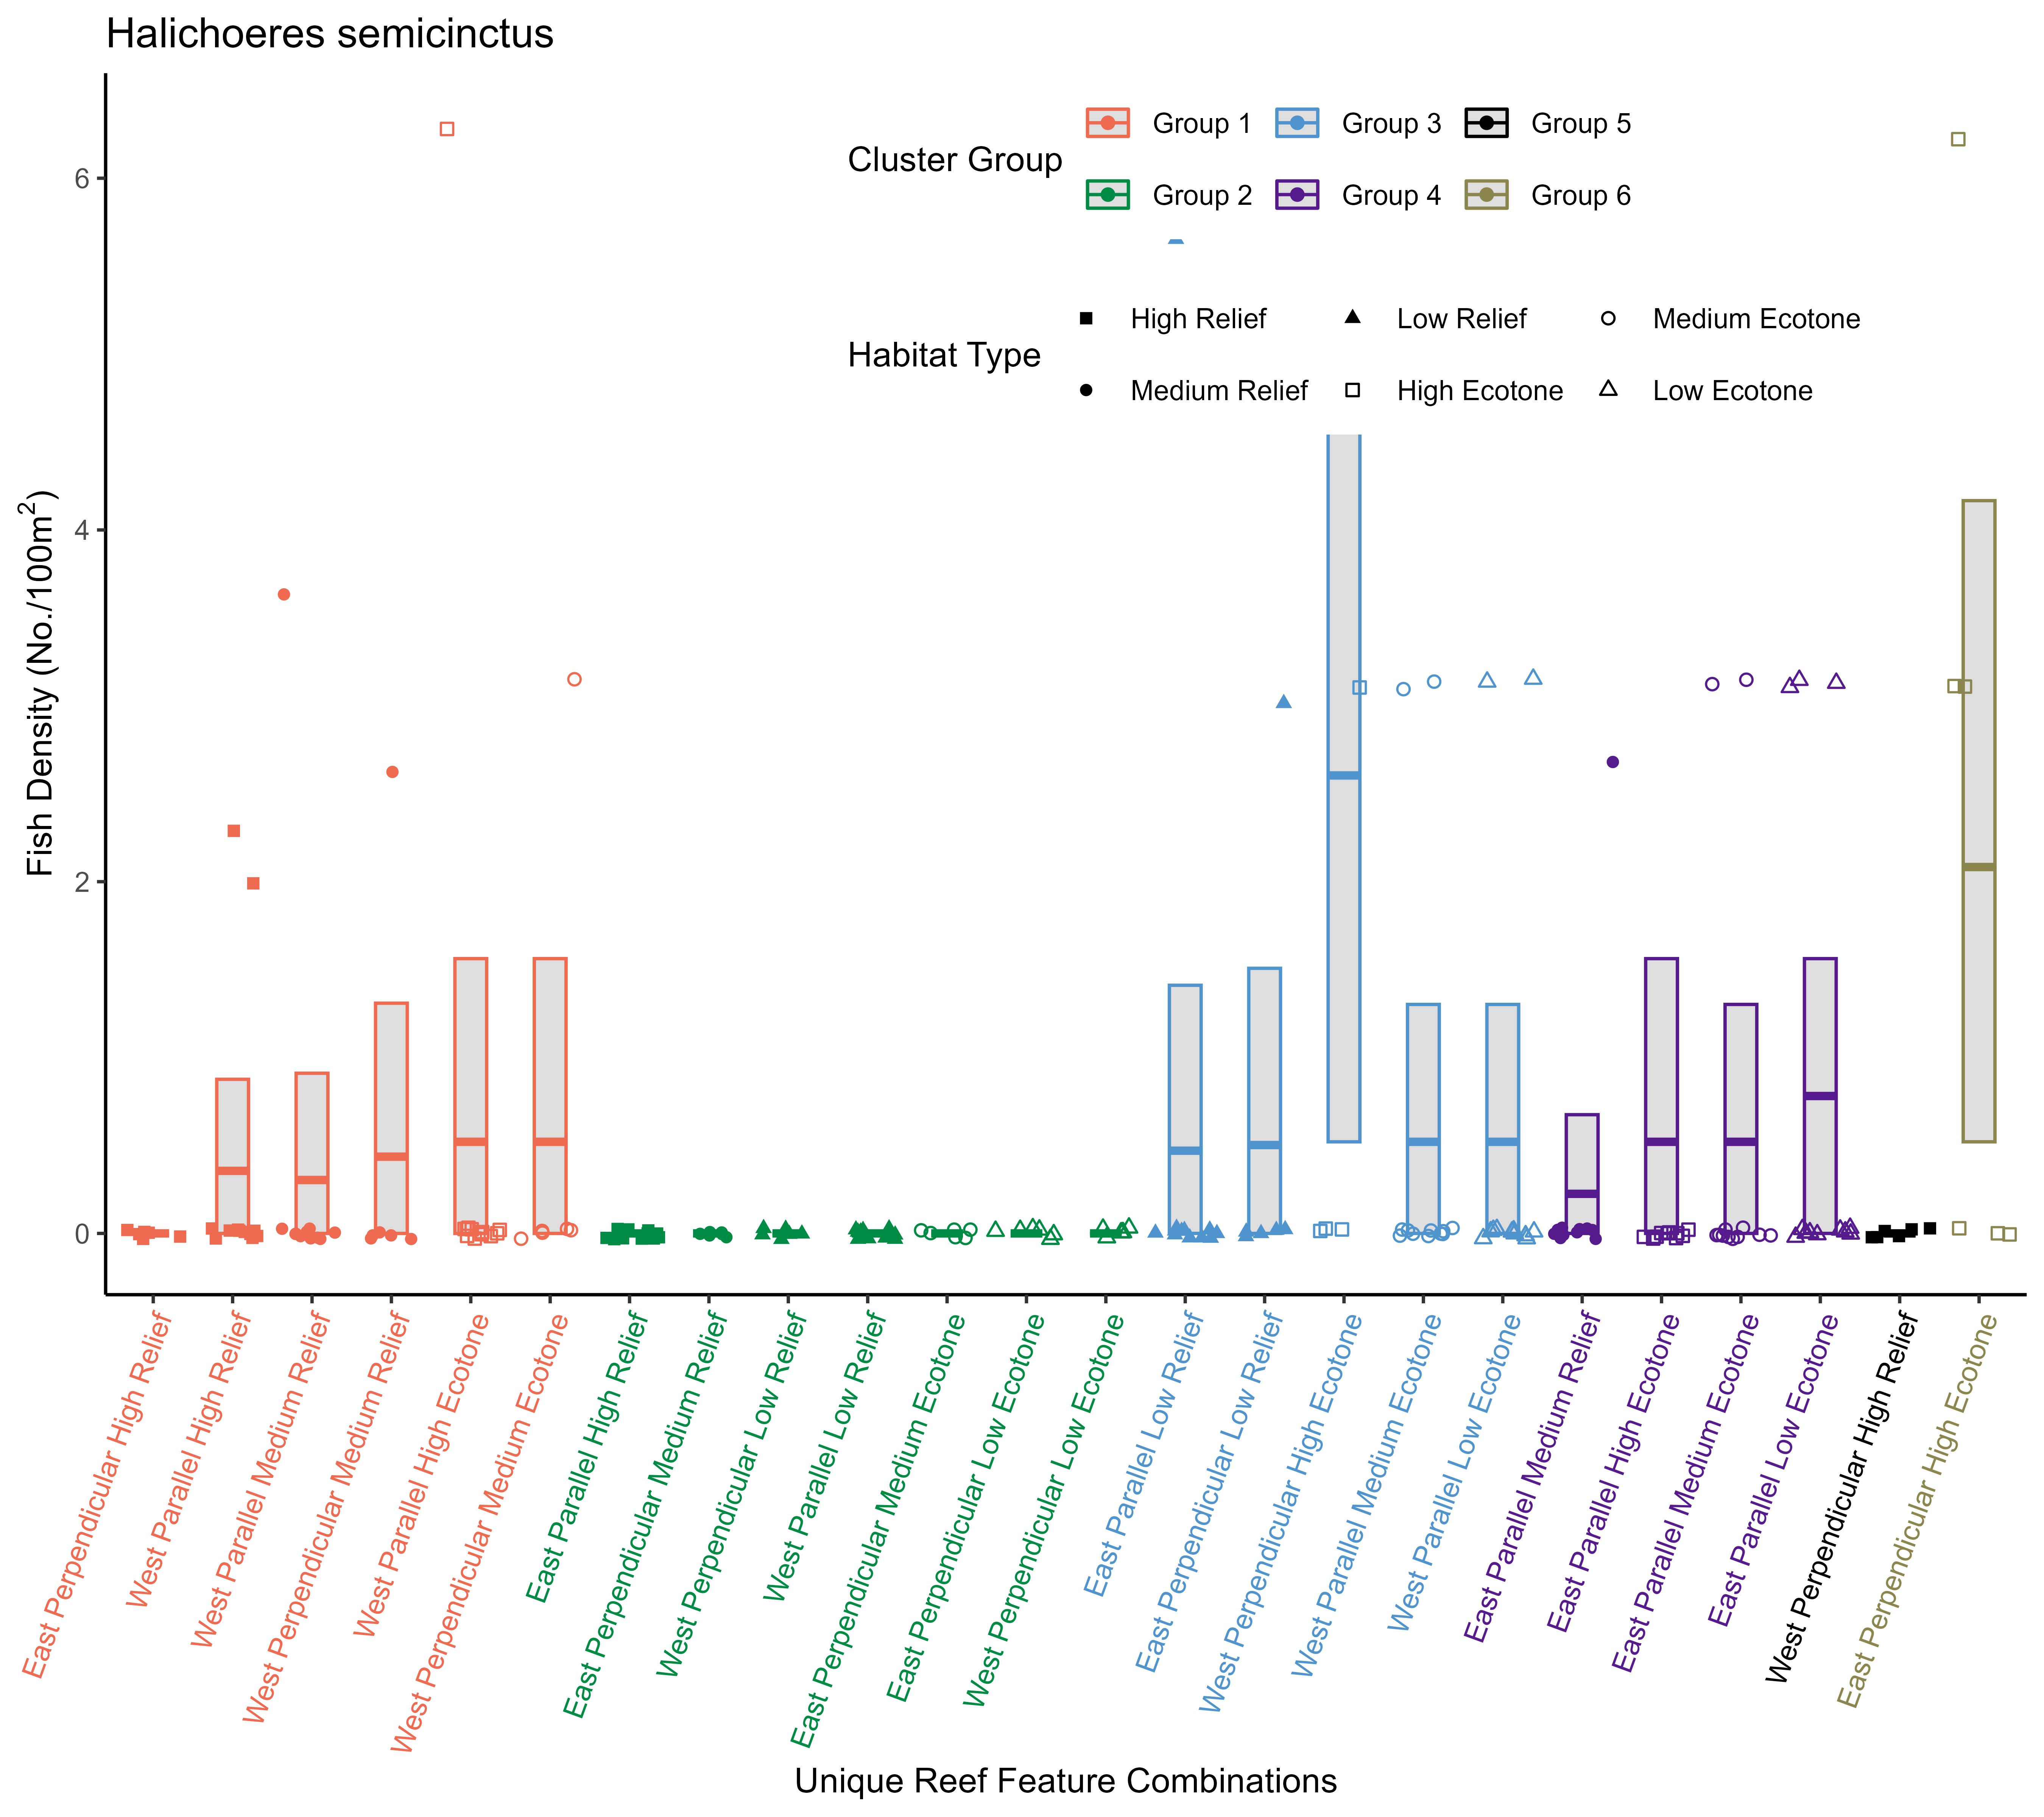 Halichoeres semicinctus
Cluster Group
Group 1
Group 3
Group 5
Group 2
Group 4
Group 6
Habitat Type
High Relief
Low Relief
Medium Ecotone
Medium Relief
High Ecotone
Low Ecotone
Fish Density (No./100m²)
6
4
2
0
East Perpendicular High Relief
West Parallel High Relief
West Parallel Medium Relief
West Perpendicular Medium Relief
West Parallel High Ecotone
West Perpendicular Medium Ecotone
East Parallel High Relief
East Perpendicular Medium Relief
West Perpendicular Low Relief
West Parallel Low Relief
East Perpendicular Medium Ecotone
East Perpendicular Low Ecotone
West Perpendicular Low Ecotone
East Parallel Low Relief
East Perpendicular Low Relief
West Perpendicular High Ecotone
West Parallel Medium Ecotone
West Parallel Low Ecotone
East Parallel Medium Relief
East Parallel High Ecotone
East Parallel Medium Ecotone
East Parallel Low Ecotone
West Perpendicular High Relief
East Perpendicular High Ecotone
Unique Reef Feature Combinations